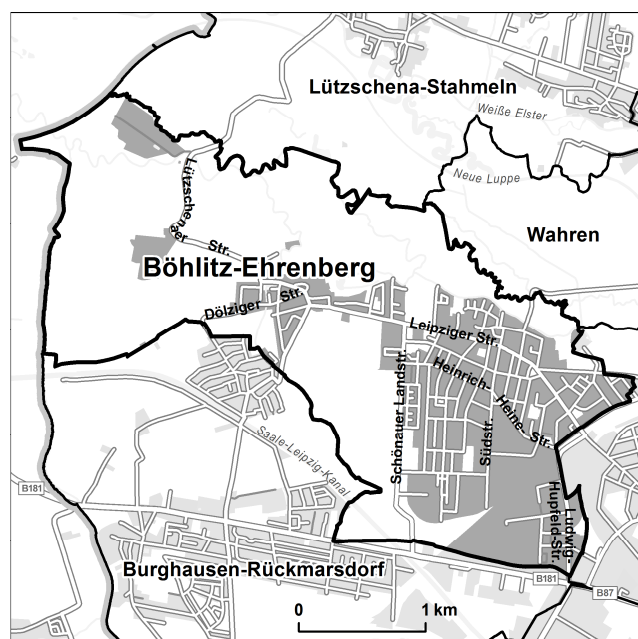 Lützschena-Stahmeln
Weiße Elster
Neue Luppe
Lützschenaer Str.
Wahren
Böhlitz-Ehrenberg
Dölziger Str.
Leipziger Str.
Heinrich-Heine-Str.
Schönauer Landstr.
Südstr.
Saale-Leipzig-Kanal
B181
Ludwig-
Hupfeld-Str.
Burghausen-Rückmarsdorf
B181
B87
0 1 km